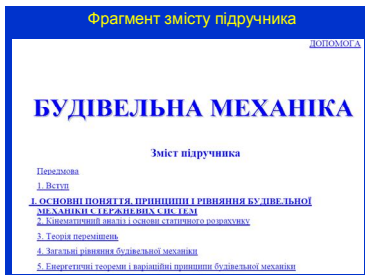 Фрагмент змісту підручника
ДОПОМОГА
БУДІВЕЛЬНА МЕХАНІКА
Зміст підручника
Передмова
1. Вступ
I. ОСНОВНІ ПОНЯТТЯ, ПРИНЦИПИ І РІВНЯННЯ БУДІВЕЛЬНОЇ
МЕХАНІКИ СТЕРЖНЕВИХ СИСТЕМ
2. Кінематичний аналіз і основи статичного розрахунку
3. Теорія переміщень
4. Загальні рівняння будівельної механіки
5. Енергетичні теореми і варіаційні принципи будівельної механіки